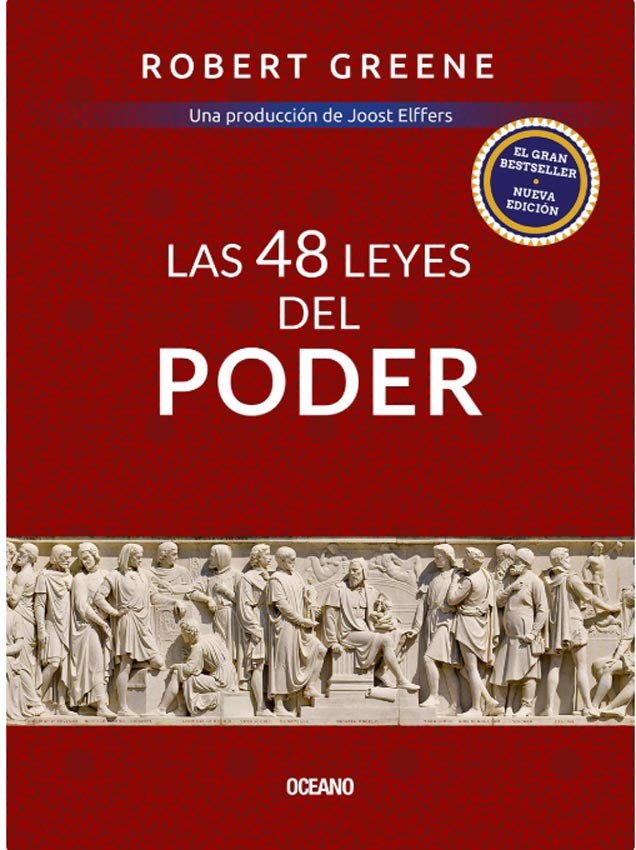 ROBERT GREENE
Una producción de Joost Elffers
EL GRAN
BESTSELLER
NUEVA
EDICIÓN
LAS 48 LEYES
DEL
PODER
OCEANO